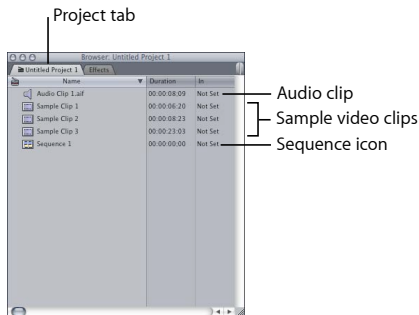 Project tab
Browser: Untitled Project 1
Untitled Project 1 Effects
Name Duration In
Audio Clip 1.aif 00:00:08;09 Not Set
Audio clip
Sample Clip 1 00:00:06;20 Not Set
Sample Clip 2 00:00:08;23 Not Set
Sample video clips
Sample Clip 3 00:00:23;03 Not Set
Sequence 1 00:00:00;00 Not Set
Sequence icon